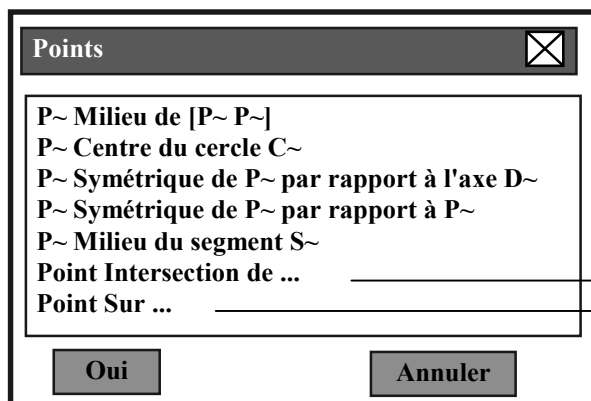 Points
P~ Milieu de [P~ P~]
P~ Centre du cercle C~
P~ Symétrique de P~ par rapport à l'axe D~
P~ Symétrique de P~ par rapport à P~
P~ Milieu du segment S~
Point Intersection de ...
Point Sur ...
Oui
Annuler